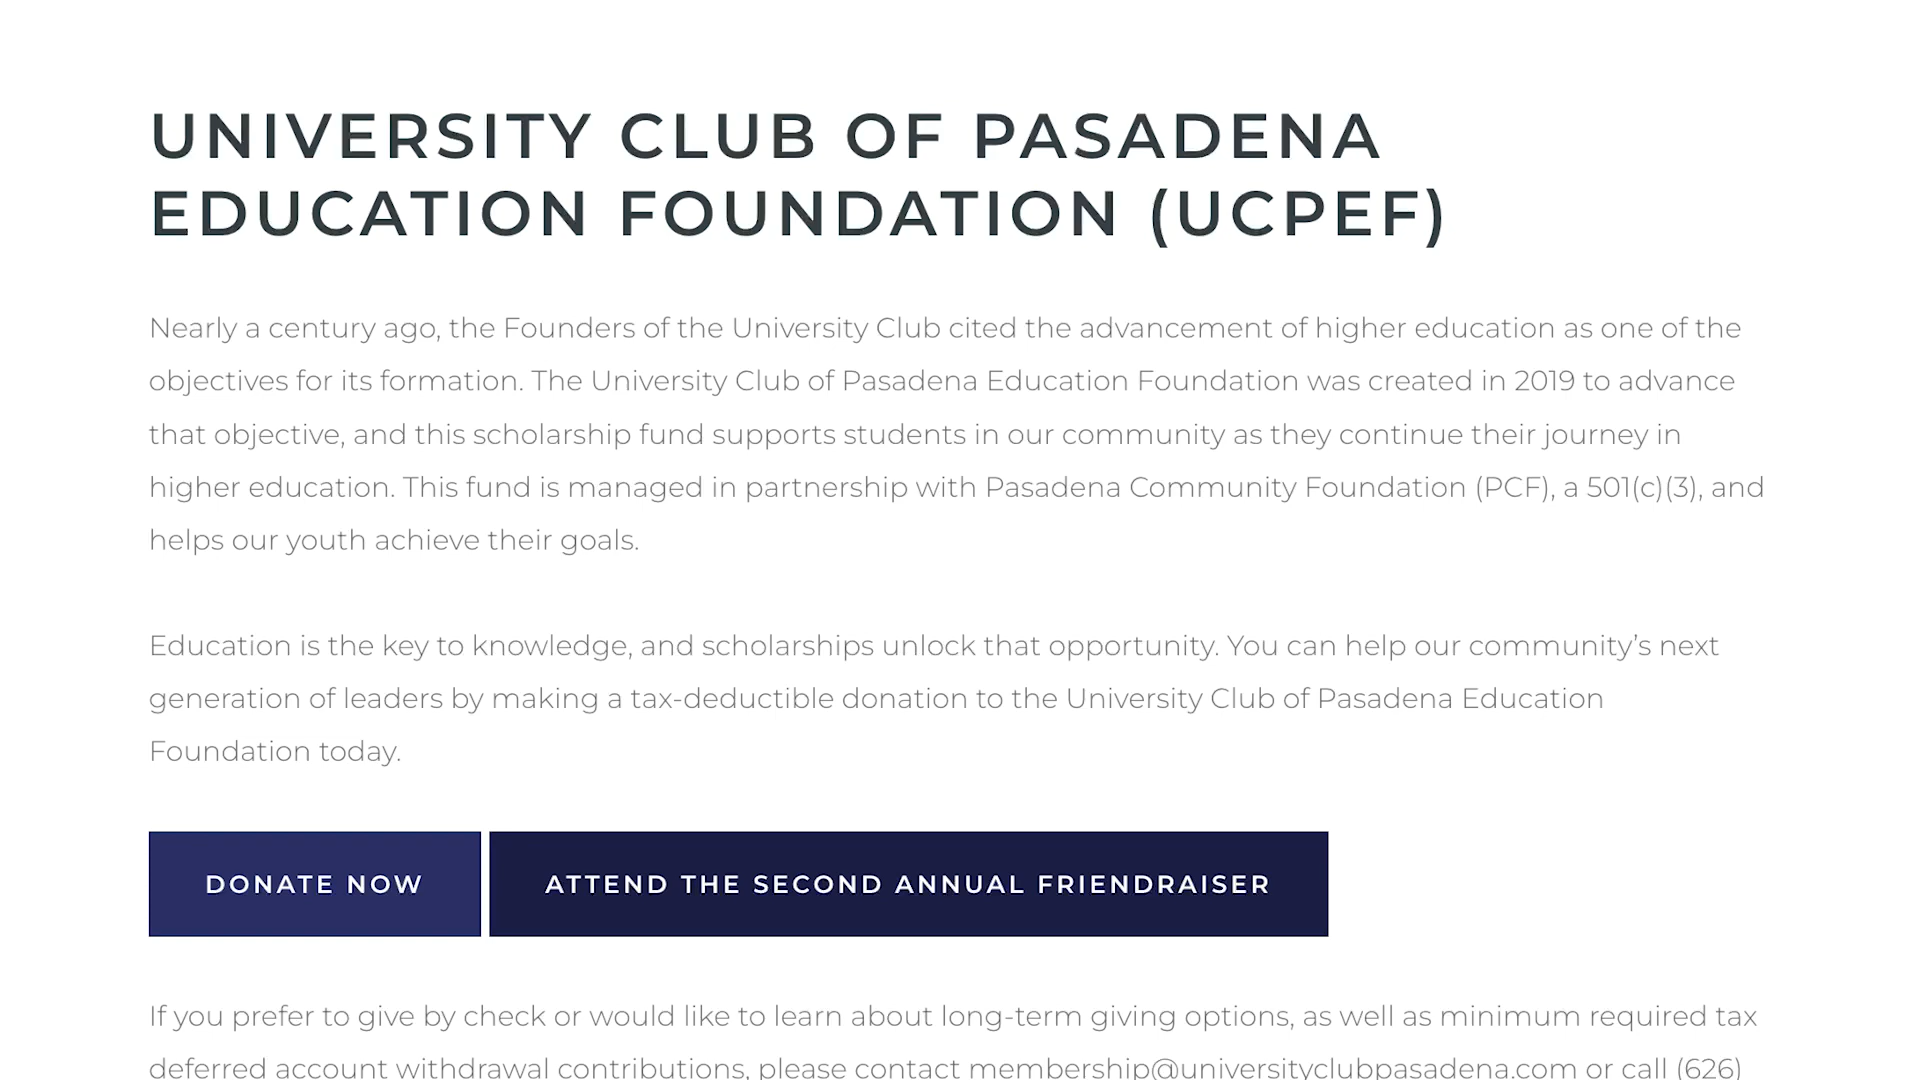 UNIVERSITY CLUB OF PASADENA
EDUCATION FOUNDATION (UCPEF)
Nearly a century ago, the Founders of the University Club cited the advancement of higher education as one of the
objectives for its formation. The University Club of Pasadena Education Foundation was created in 2019 to advance
that objective, and this scholarship fund supports students in our community as they continue their journey in
higher education. This fund is managed in partnership with Pasadena Community Foundation (PCF), a 501(c)(3), and
helps our youth achieve their goals.
Education is the key to knowledge, and scholarships unlock that opportunity. You can help our community’s next
generation of leaders by making a tax-deductible donation to the University Club of Pasadena Education
Foundation today.
DONATE NOW ATTEND THE SECOND ANNUAL FRIENDRAISER
If you prefer to give by check or would like to learn about long-term giving options, as well as minimum required tax
deferred account withdrawal contributions, please contact membership@universityclubpasadena.com or call (626)